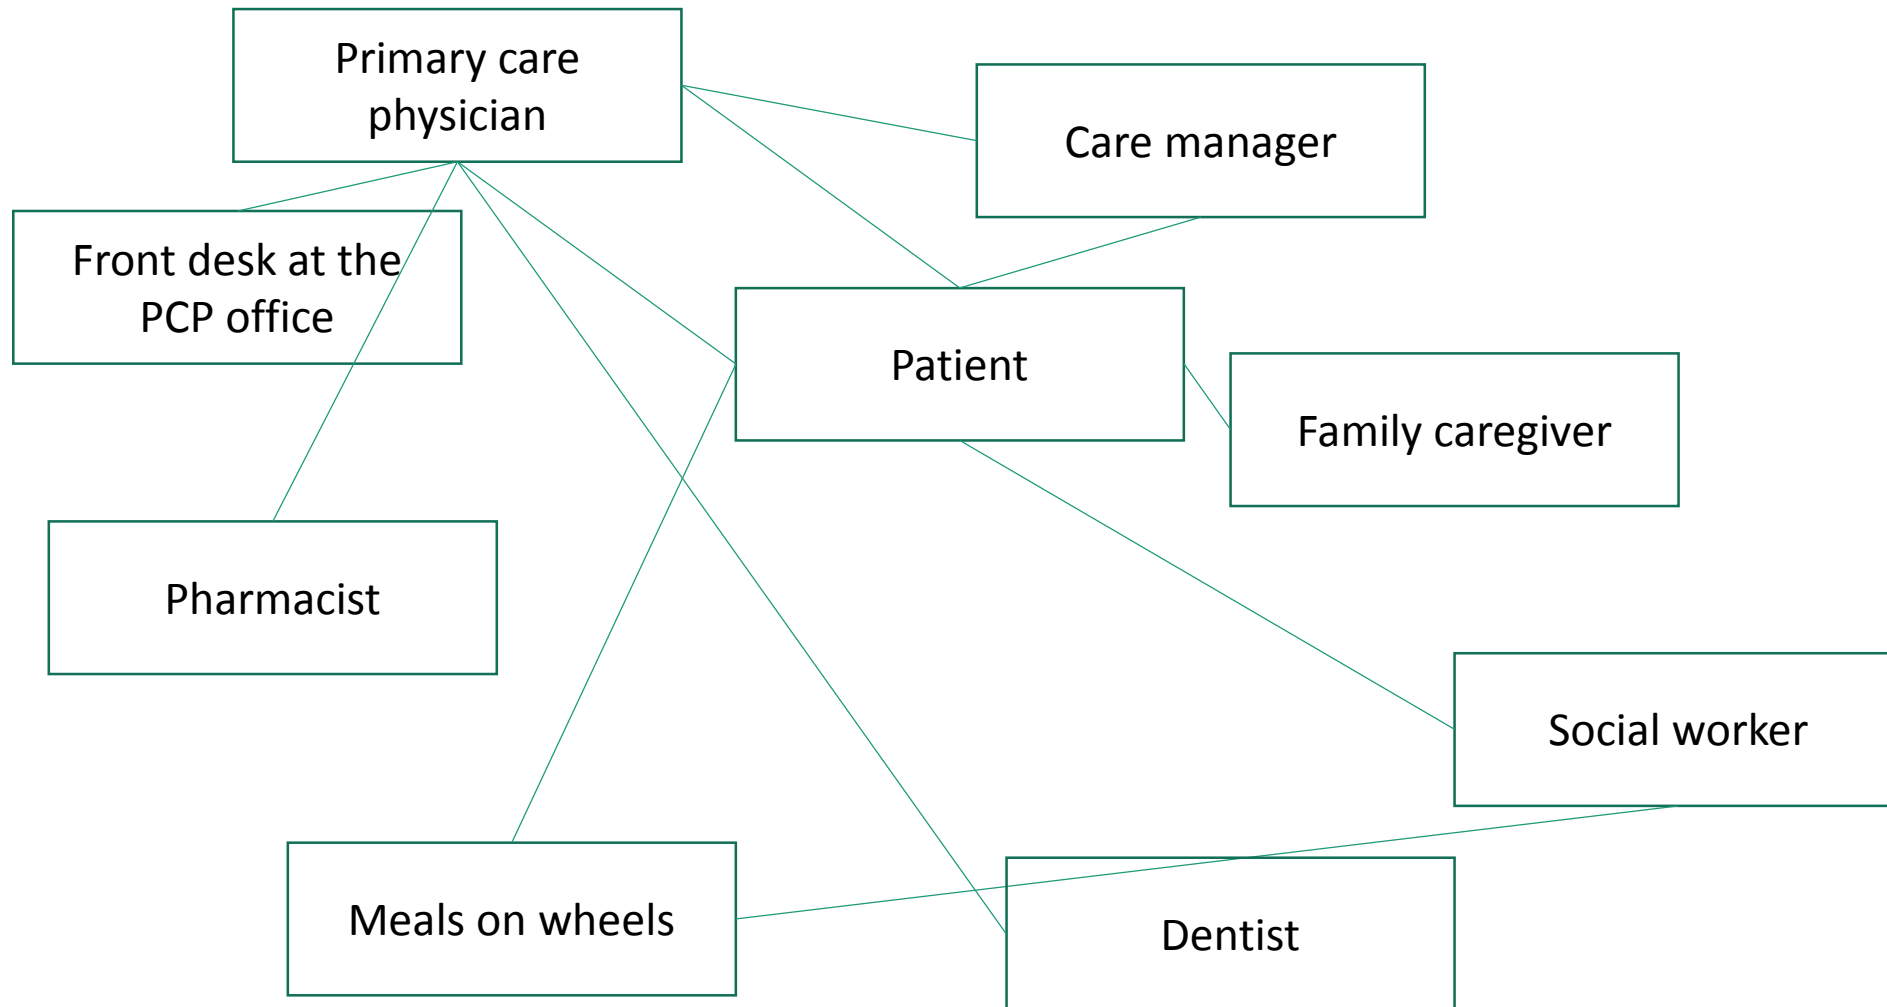 Primary care
physician
Care manager
Front desk at the
PCP office
Patient
Family caregiver
Pharmacist
Social worker
Meals on wheels
Dentist